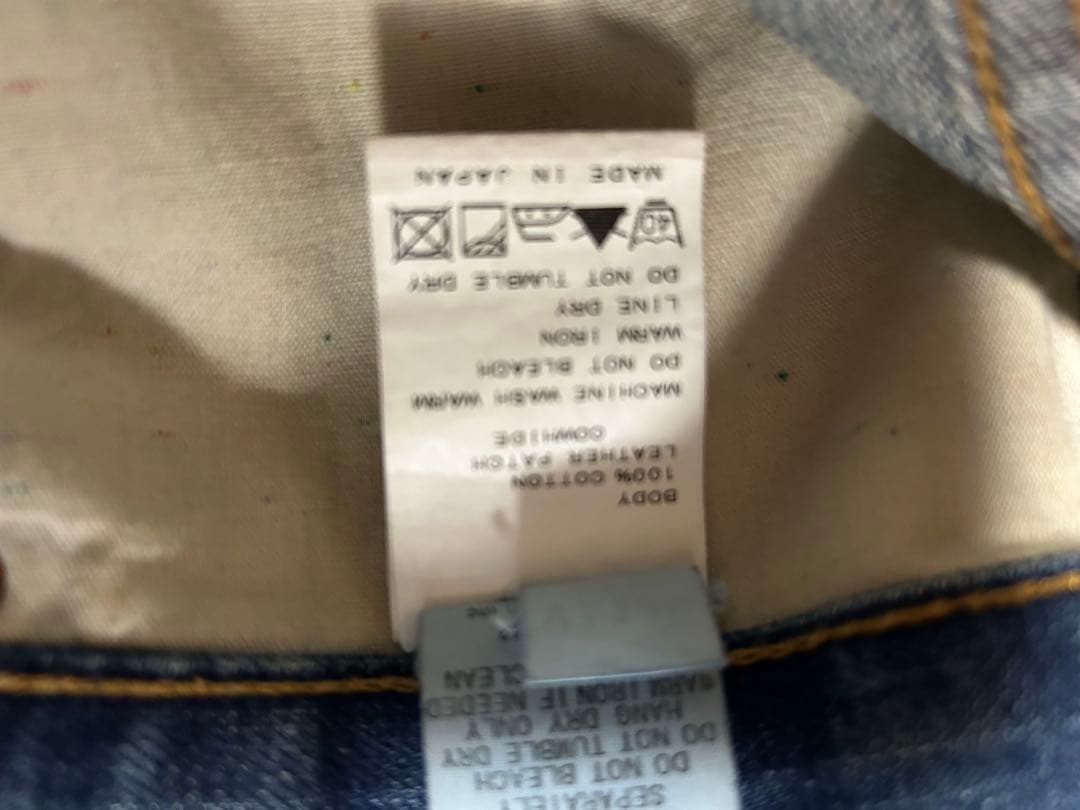 BODY
100% COTTON
LEATHER PATCH
COWHIDE
MACHINE WASH WARM
DO NOT BLEACH
WARM IRON
LINE DRY
DO NOT TUMBLE DRY
40
MADE IN JAPAN
SEPARATELY
DO NOT BLEACH
DO NOT TUMBLE DRY
HANG DRY ONLY
WARM IRON IF NEEDED
CLEAN